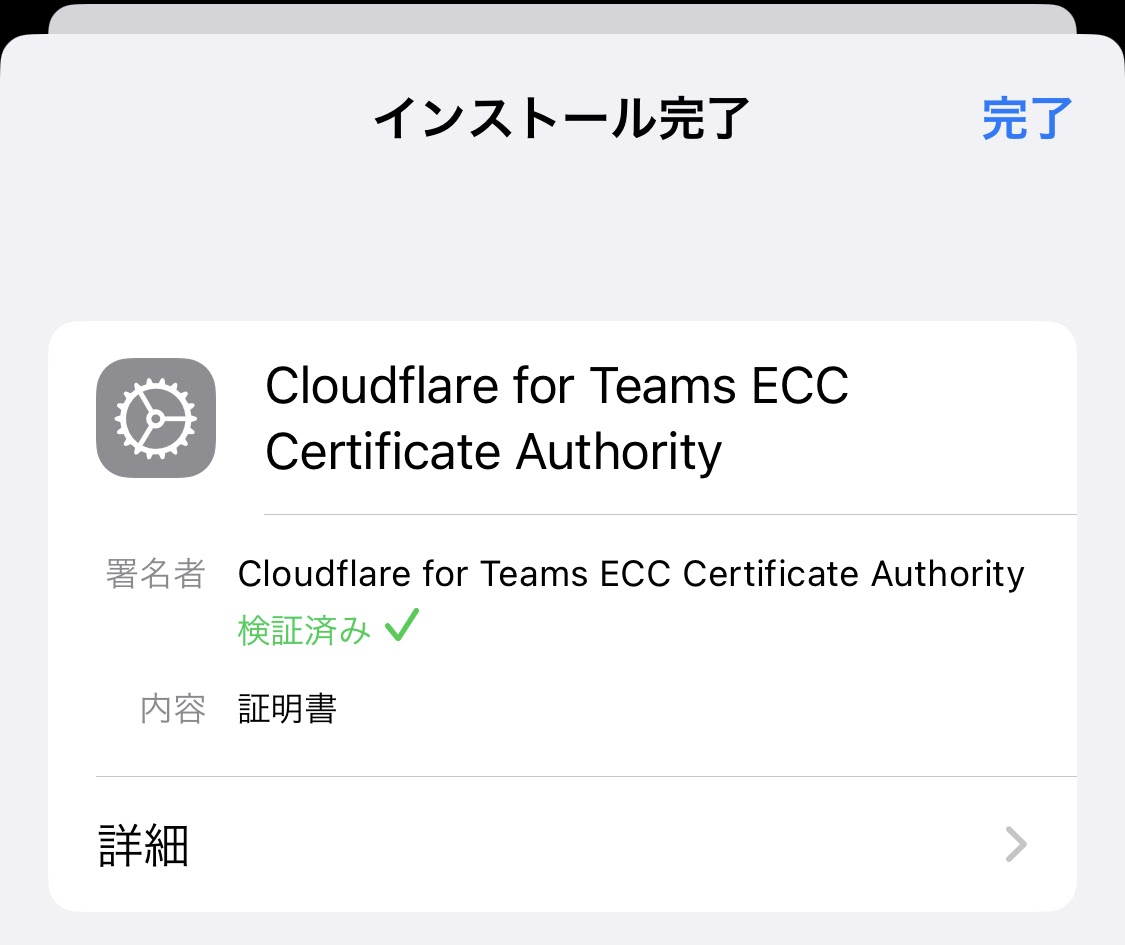 インストール完了
完了
Cloudflare for Teams ECC
Certificate Authority
署名者 Cloudflare for Teams ECC Certificate Authority
検証済み ✓
内容 証明書
詳細